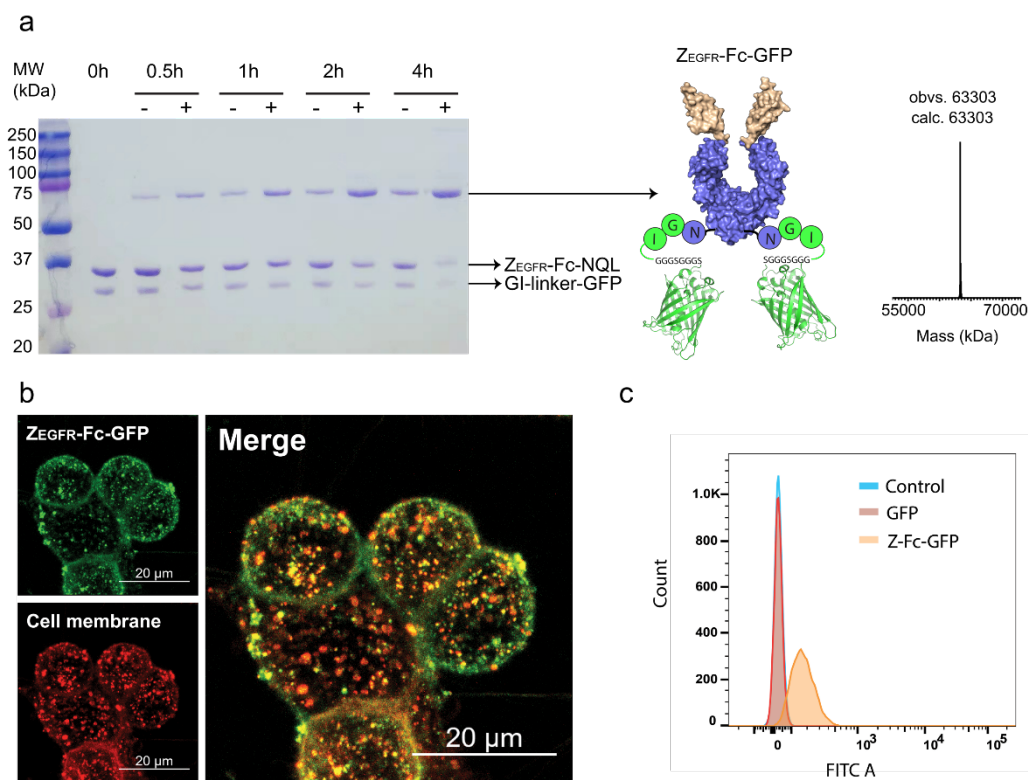 a
MW
(kDa)
0h
0.5h
1h
2h
4h
- + - + - + - +
250
150
100
75
50
37
25
25
20
ZEGFR-Fc-NQL
GI-linker-GFP
ZEGFR-Fc-GFP
I G N N G I
GGGSGGGS SGGGSGGG
obvs. 63303
calc. 63303
55000 70000
Mass (kDa)
b
ZEGFR-Fc-GFP
20 µm
Cell membrane
20 µm
Merge
20 µm
c
Control
GFP
Z-Fc-GFP
Count
1.0K
800
600
400
200
0
0 10³ 10⁴ 10⁵
FITC A